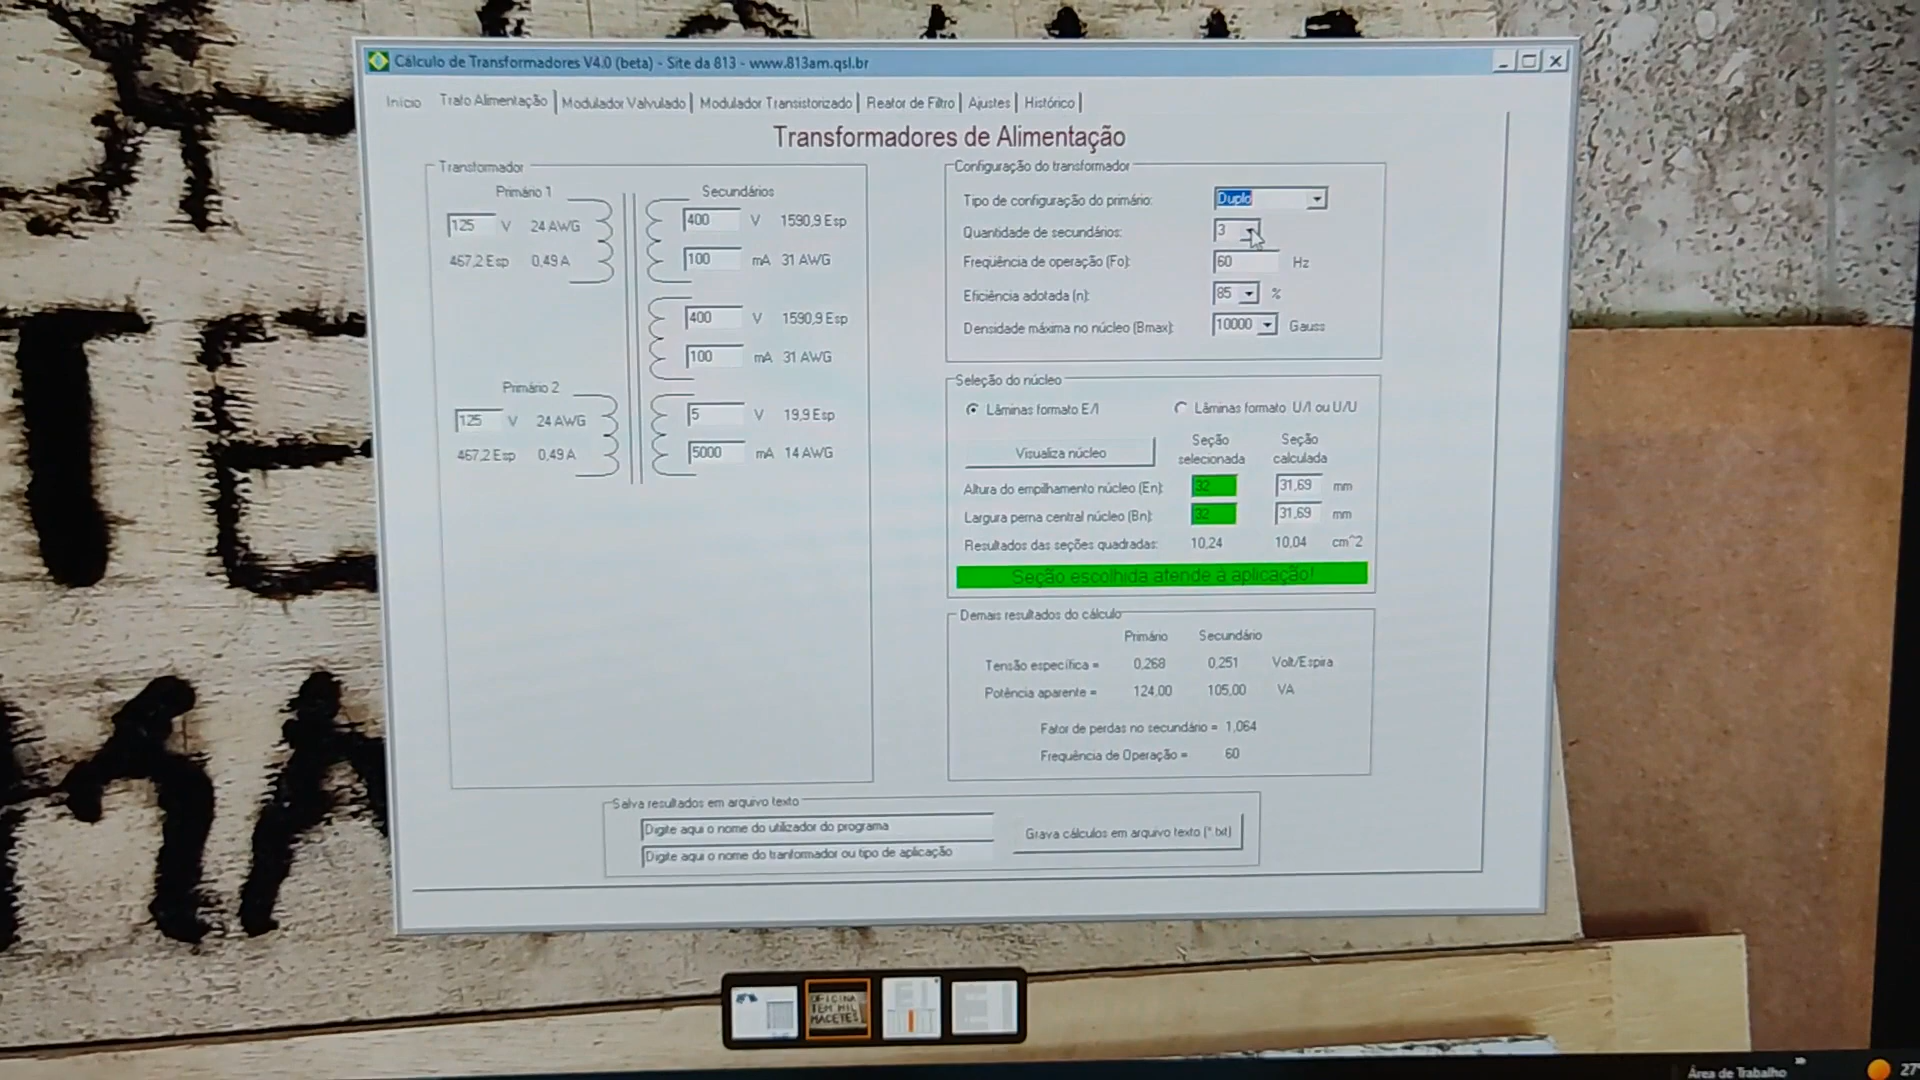 Cálculo de Transformadores V4.0 (beta) - Site da 813 - www.813am.qsl.br
Início Trafo Alimentação Modulador Valvulado Modulador Transistorizado Reator de Filtro Ajustes Histórico
Transformadores de Alimentação
Transformador
Primário 1
125 V 24 AWG
467,2 Esp 0,49 A
Primário 2
125 V 24 AWG
467,2 Esp 0,49 A
Secundários
400 V 1590,9 Esp
100 mA 31 AWG
400 V 1590,9 Esp
100 mA 31 AWG
5 V 19,9 Esp
5000 mA 14 AWG
Configuração do transformador
Tipo de configuração do primário: Duplo
Quantidade de secundários: 3
Freqüência de operação (Fo): 60 Hz
Eficiência adotada (n): 85 %
Densidade máxima no núcleo (Bmax): 10000 Gauss
Seleção do núcleo
Lâminas formato E/I Lâminas formato U/I ou U/U
Visualiza núcleo
Seção selecionada
Seção calculada
Altura do empilhamento núcleo (En): 32 31,69 mm
Largura perna central núcleo (Bn): 32 31,69 mm
Resultados das seções quadradas: 10,24 10,04 cm^2
Seção escolhida atende à aplicação!
Demais resultados do cálculo
Primário Secundário
Tensão específica = 0,268 0,251 Volt/Espira
Potência aparente = 124,00 105,00 VA
Fator de perdas no secundário = 1,064
Frequência de Operação = 60
Salva resultados em arquivo texto
Digite aqui o nome do utilizador do programa
Digite aqui o nome do tranformador ou tipo de aplicação
Grava cálculos em arquivo texto (*.txt)
OFICINA
TEM MIL
MACETES
Área de Trabalho
27°